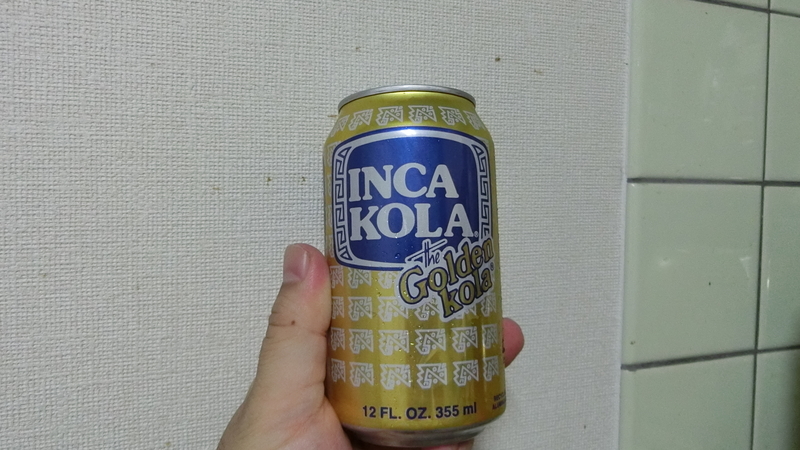 INCA
KOLA®
the
Golden
kola®
12 FL. OZ. 355 ml